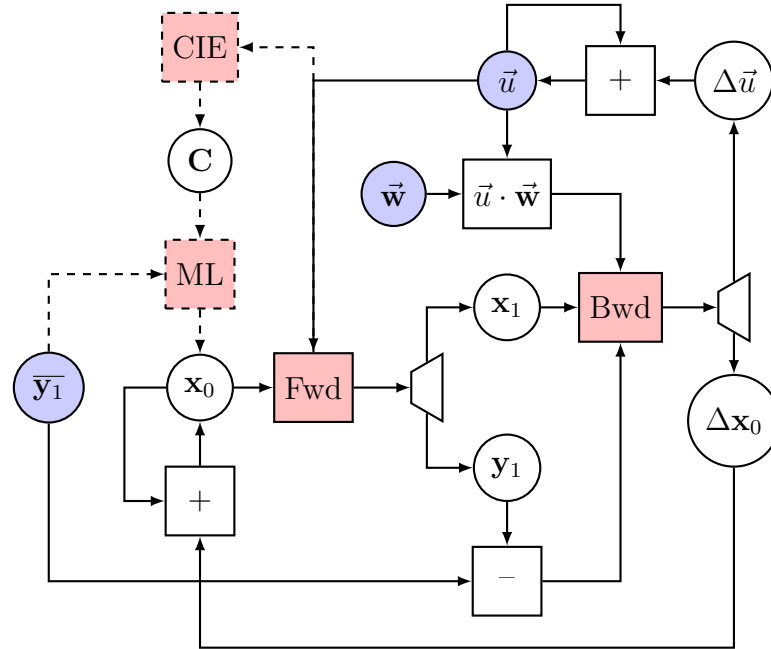 CIE
u⃗
+
Δu⃗
C
w⃗
u⃗ · w⃗
ML
x₁
Bwd
y₁‾
x₀
Fwd
Δx₀
y₁
+
−